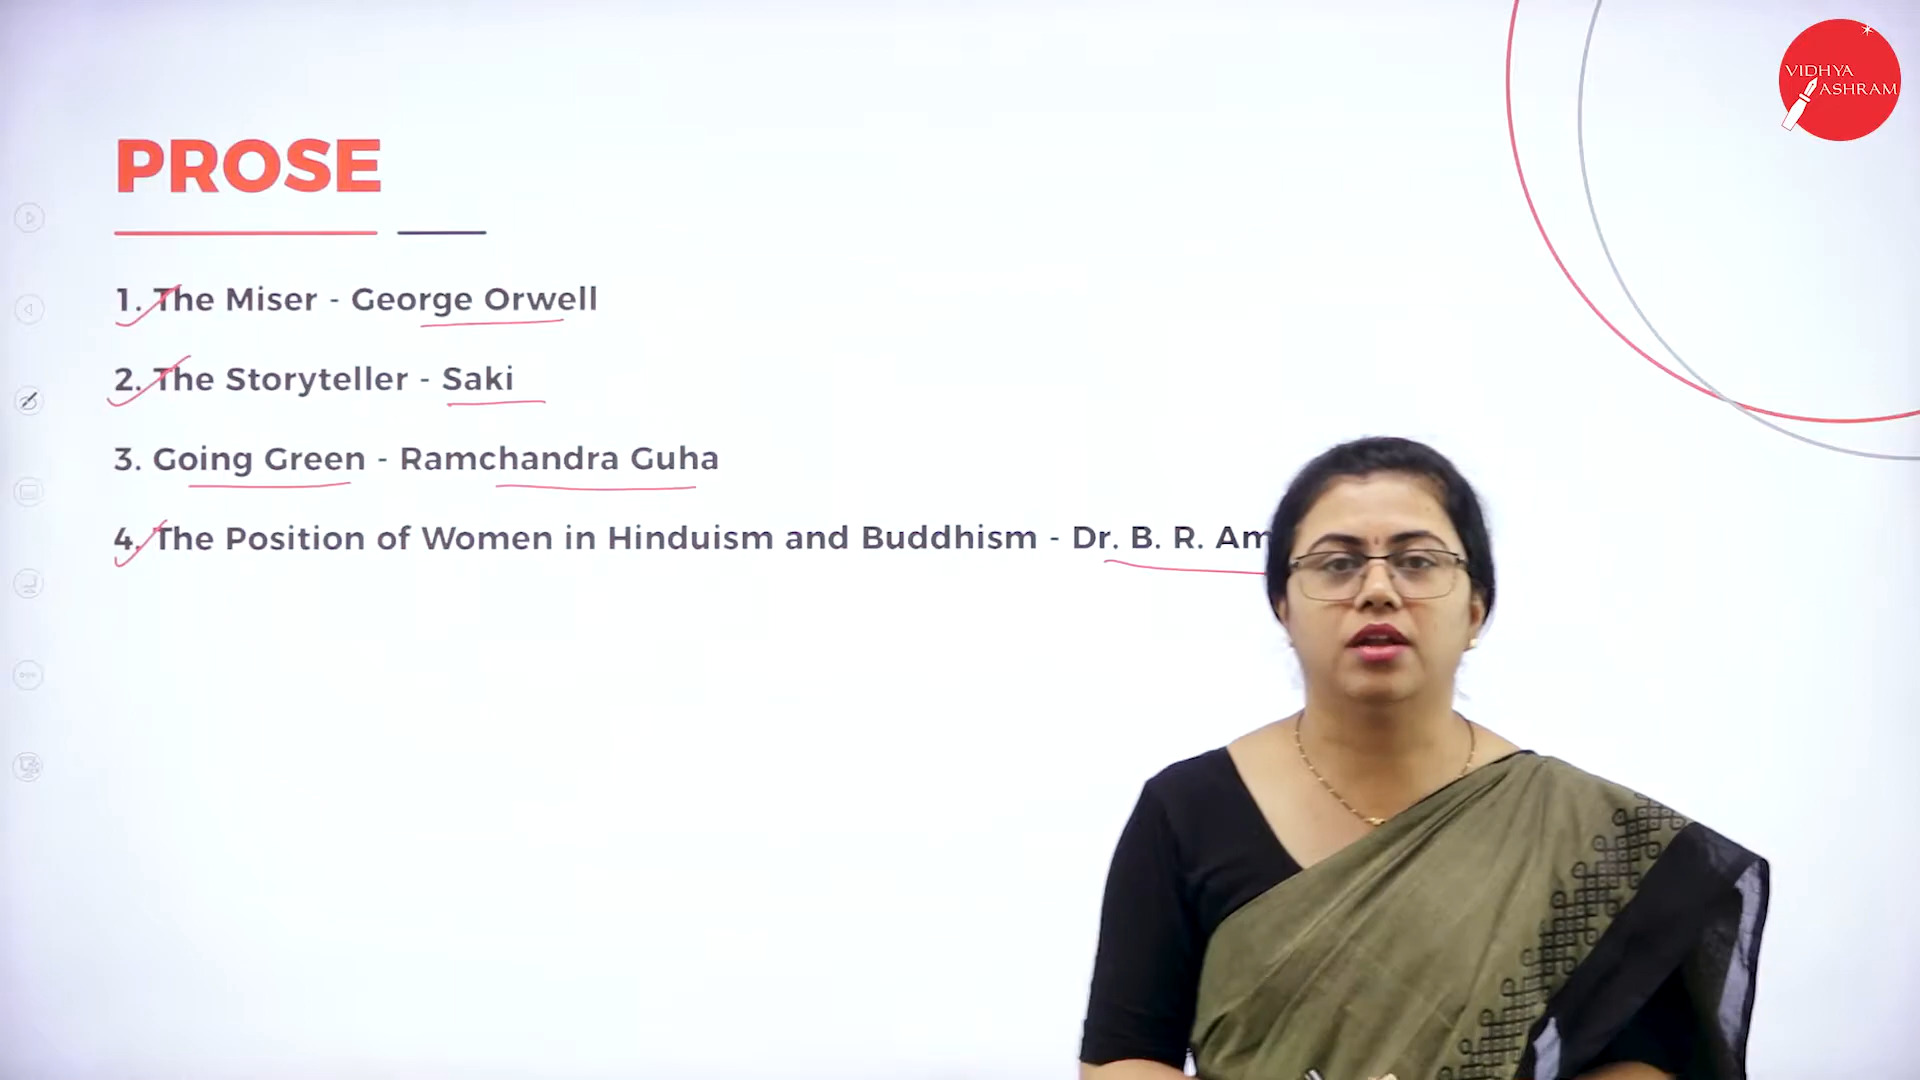 VIDHYA
ASHRAM
PROSE
1. The Miser - George Orwell
2. The Storyteller - Saki
3. Going Green - Ramchandra Guha
4. The Position of Women in Hinduism and Buddhism - Dr. B. R. Am